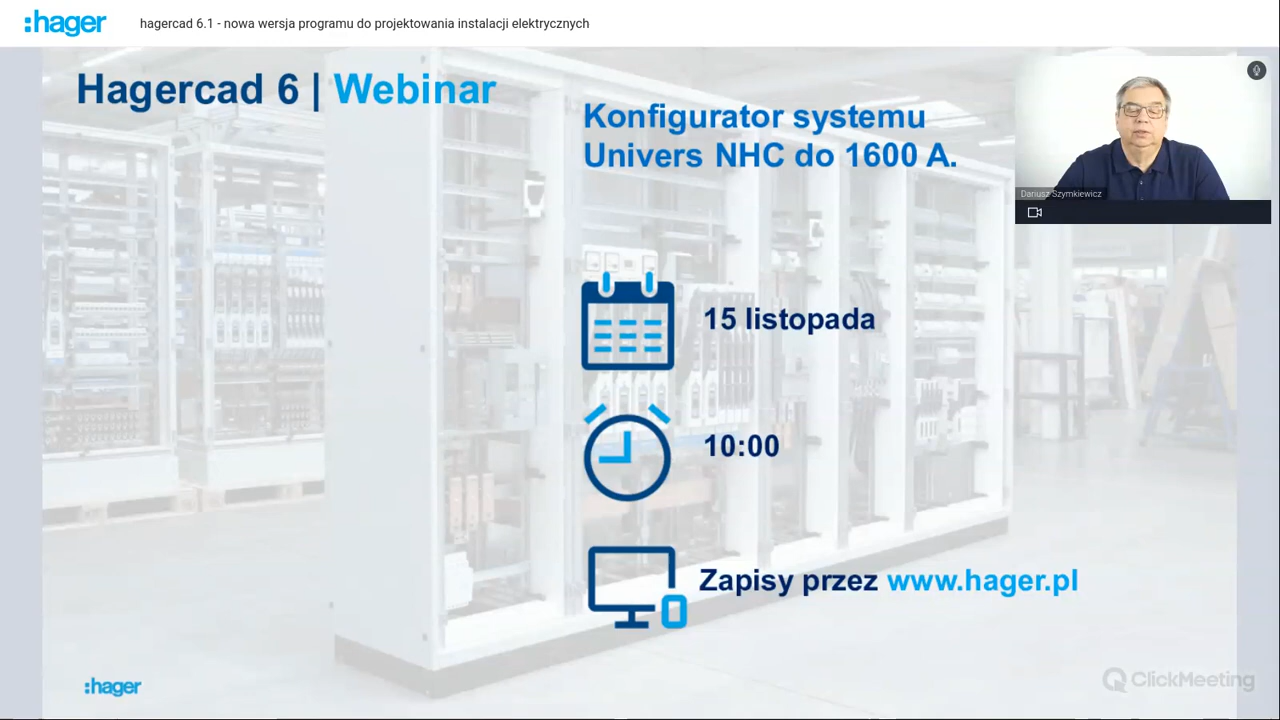 :hager
hagercad 6.1 - nowa wersja programu do projektowania instalacji elektrycznych
Hagercad 6 | Webinar
Konfigurator systemu
Univers NHC do 1600 A.
Dariusz Szymkiewicz
15 listopada
10:00
Zapisy przez www.hager.pl
:hager
ClickMeeting